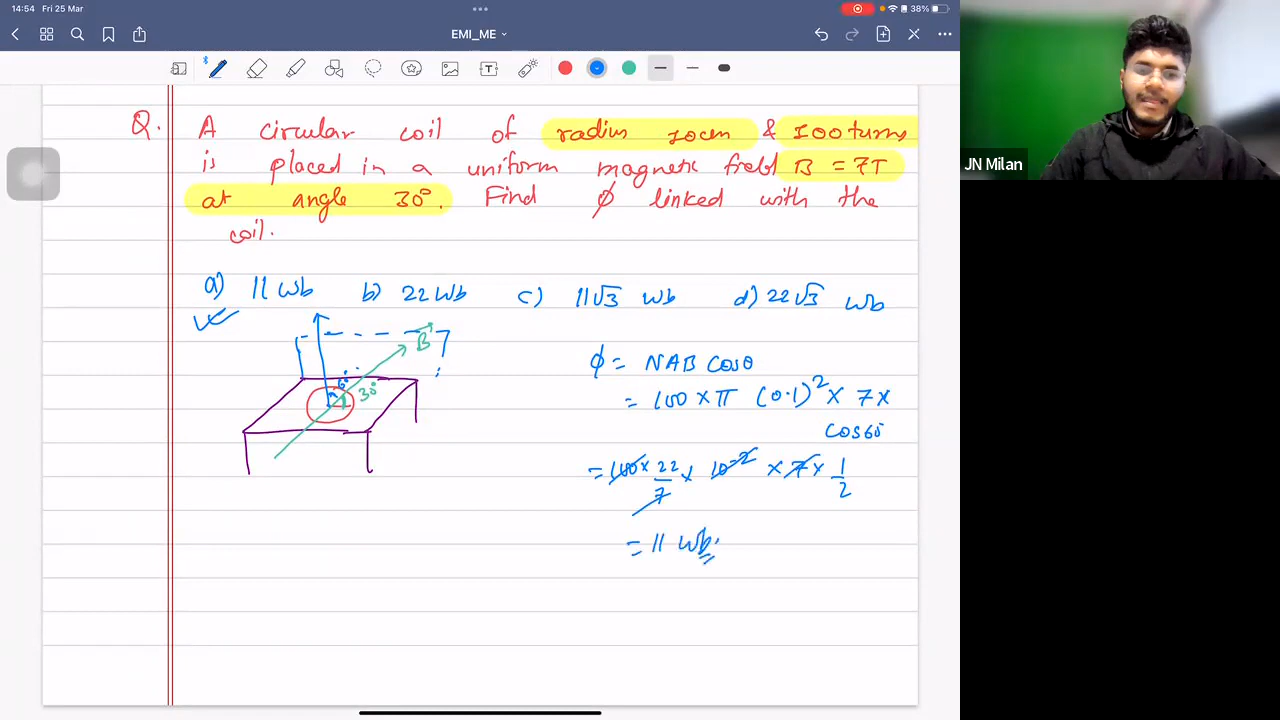 14:54 Fri 25 Mar
38%
EMI_ME
JN Milan
Q. A circular coil of radius 10cm & 100 turns
is placed in a uniform magnetic field B = 7T
at angle 30°. Find ϕ linked with the
coil.
a) 11 Wb b) 22 Wb c) 11√3 Wb d) 22√3 Wb
B
60°
30°
ϕ = NAB Cosθ
= 100 × π (0.1)² × 7 ×
Cos60
= 100 × 22/7 × 10⁻² × 7 × 1/2
= 11 Wb.